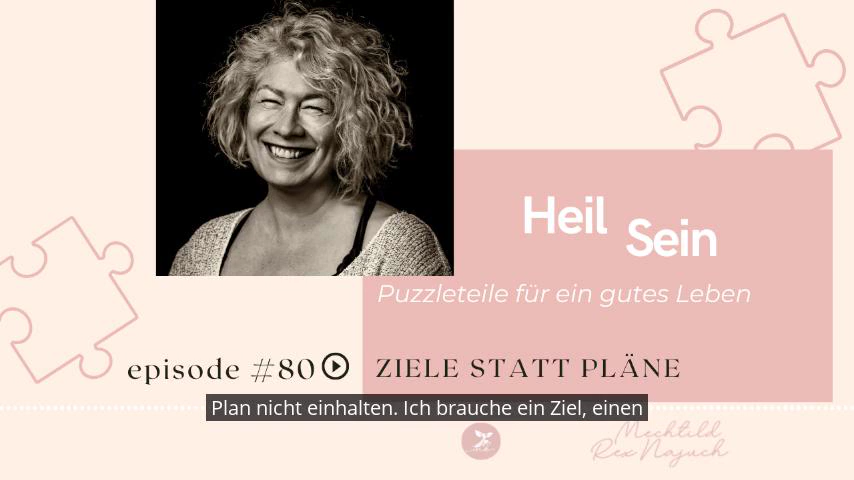 Heil
Sein
Puzzleteile für ein gutes Leben
episode #80
ZIELE STATT PLÄNE
Plan nicht einhalten. Ich brauche ein Ziel, einen
Mechtild
Rex Najuch